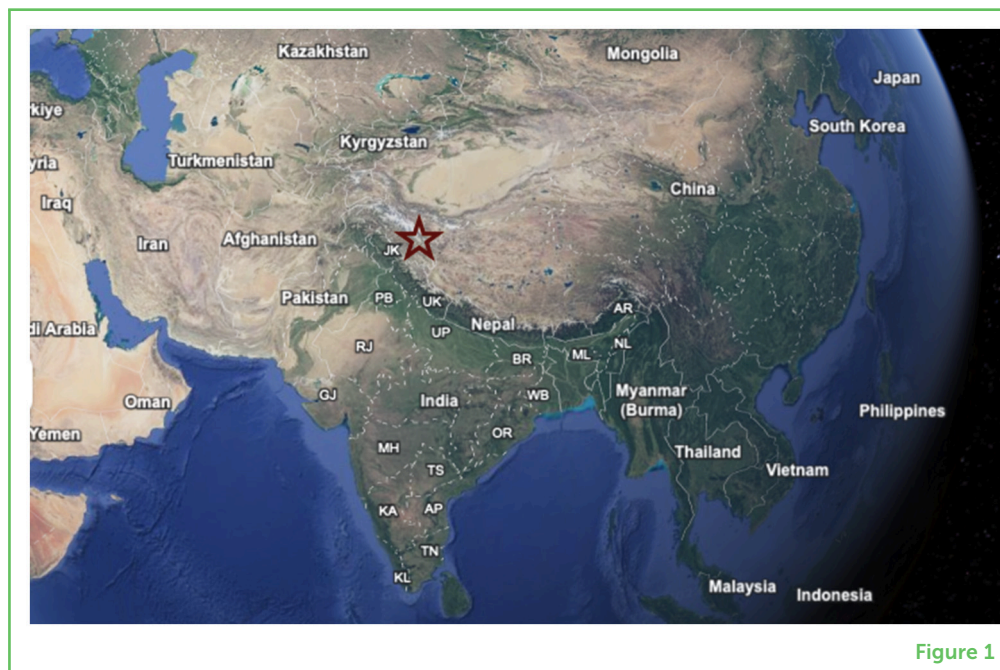 Kazakhstan
Mongolia
Japan
rkiye
South Korea
Kyrgyzstan
yria
Turkmenistan
China
Iraq
Iran
Afghanistan
JK
Pakistan
PB
UK
AR
di Arabia
UP
Nepal
RJ
NL
BR
ML
GJ
WB
Oman
India
Myanmar
(Burma)
Philippines
Yemen
OR
MH
Thailand
TS
Vietnam
KA
AP
TN
KL
Malaysia
Indonesia
Figure 1